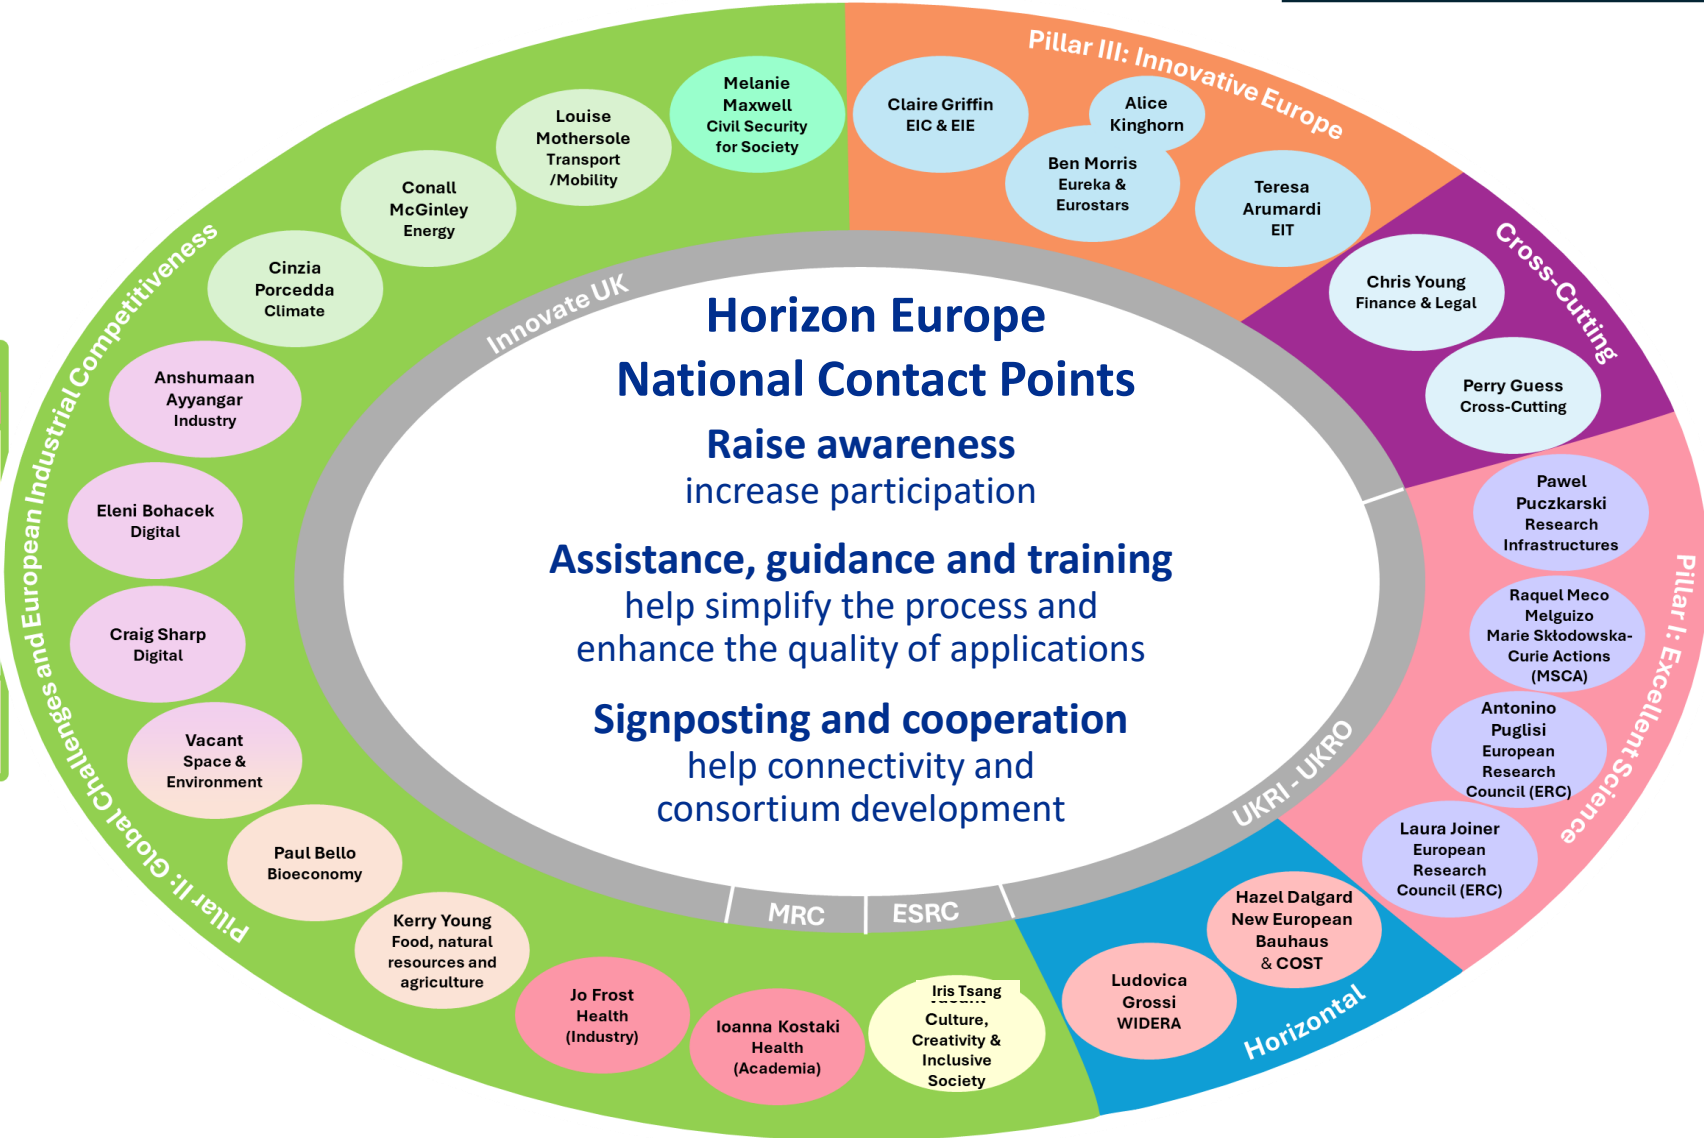 Pillar III: Innovative Europe
Melanie
Maxwell
Civil Security
for Society
Claire Griffin
EIC & EIE
Alice
Kinghorn
Ben Morris
Eureka &
Eurostars
Teresa
Arumardi
EIT
Louise
Mothersole
Transport
/Mobility
Conall
McGinley
Energy
Cinzia
Porcedda
Climate
Cross-Cutting
Chris Young
Finance & Legal
Perry Guess
Cross-Cutting
Innovate UK
Horizon Europe
National Contact Points
Raise awareness
increase participation
Assistance, guidance and training
help simplify the process and
enhance the quality of applications
Signposting and cooperation
help connectivity and
consortium development
Pillar II: Global Challenges and European Industrial Competitiveness
Anshumaan
Ayyangar
Industry
Eleni Bohacek
Digital
Craig Sharp
Digital
Vacant
Space &
Environment
Paul Bello
Bioeconomy
Kerry Young
Food, natural
resources and
agriculture
Jo Frost
Health
(Industry)
Ioanna Kostaki
Health
(Academia)
Iris Tsang
Culture,
Creativity &
Inclusive
Society
MRC
ESRC
UKRI - UKRO
Pillar I: Excellent Science
Pawel
Puczkarski
Research
Infrastructures
Raquel Meco
Melguizo
Marie Skłodowska-
Curie Actions
(MSCA)
Antonino
Puglisi
European
Research
Council (ERC)
Laura Joiner
European
Research
Council (ERC)
Hazel Dalgard
New European
Bauhaus
& COST
Ludovica
Grossi
WIDERA
Horizontal